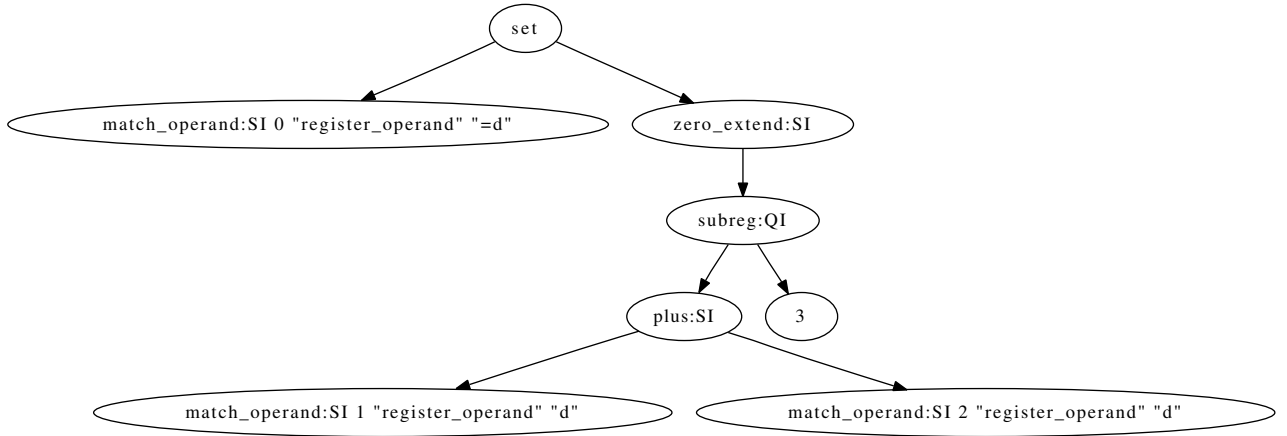 set
match_operand:SI 0 "register_operand" "=d"
zero_extend:SI
subreg:QI
plus:SI
3
match_operand:SI 1 "register_operand" "d"
match_operand:SI 2 "register_operand" "d"